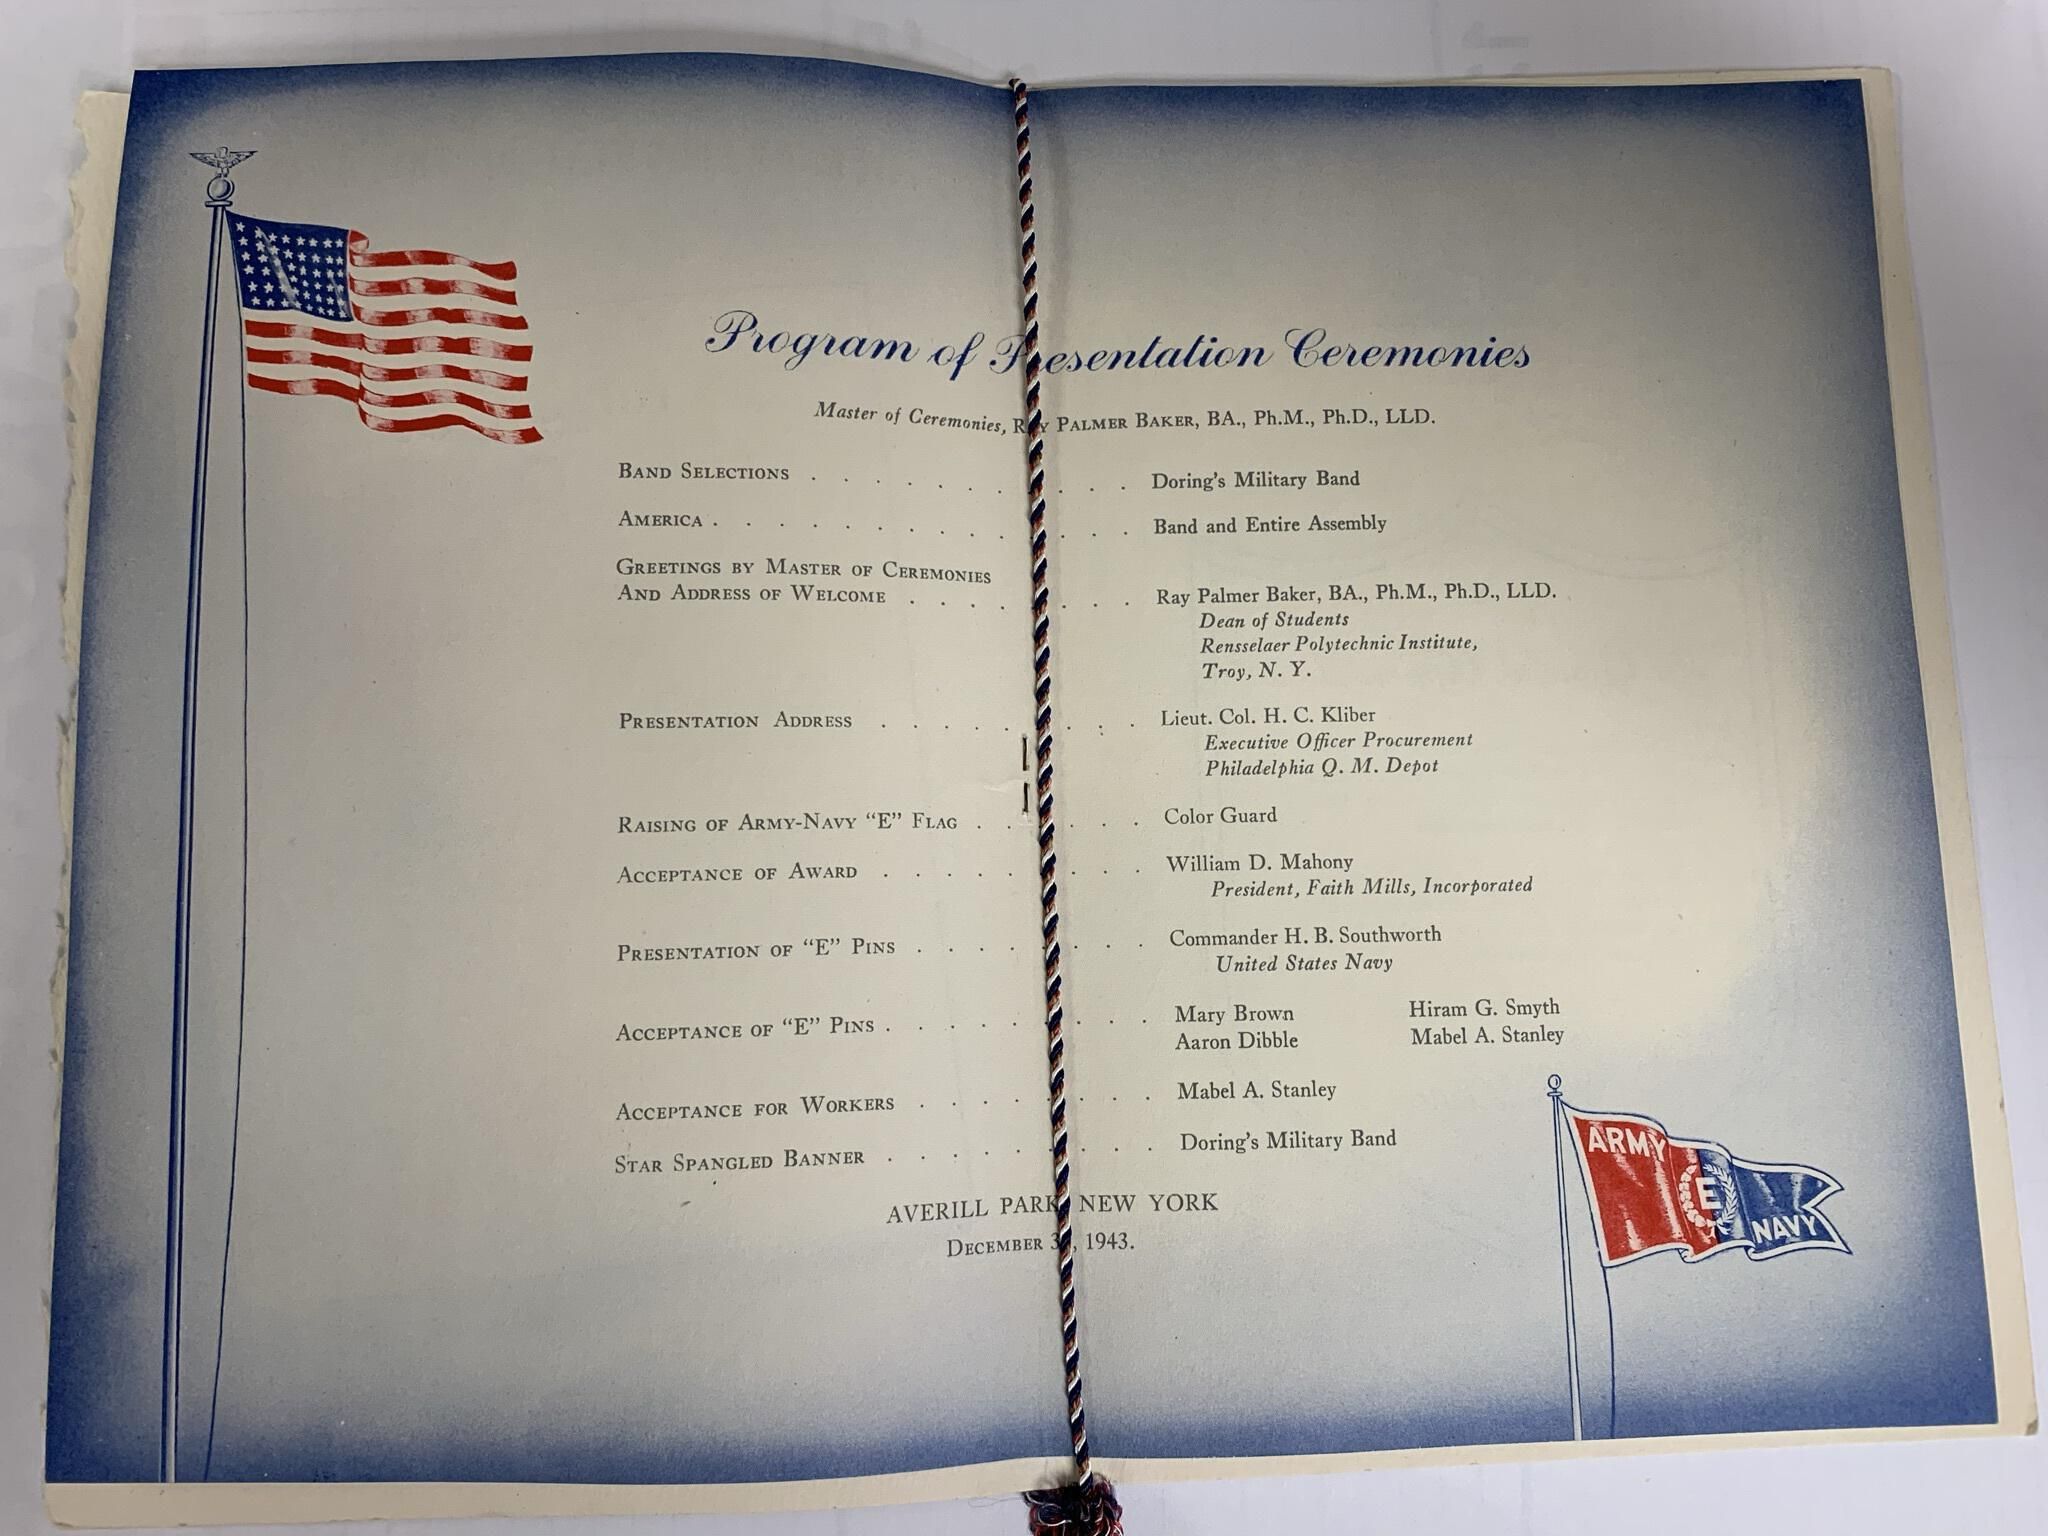 Program of Presentation Ceremonies
Master of Ceremonies, Ray Palmer Baker, BA., Ph.M., Ph.D., LLD.
Band Selections . . . . . . . . . Doring's Military Band
America . . . . . . . . . . . . Band and Entire Assembly
Greetings by Master of Ceremonies
And Address of Welcome . . . . . . . Ray Palmer Baker, BA., Ph.M., Ph.D., LLD.
Dean of Students
Rensselaer Polytechnic Institute,
Troy, N. Y.
Presentation Address . . . . . . . Lieut. Col. H. C. Kliber
Executive Officer Procurement
Philadelphia Q. M. Depot
Raising of Army-Navy "E" Flag . . . . . Color Guard
Acceptance of Award . . . . . . . . William D. Mahony
President, Faith Mills, Incorporated
Presentation of "E" Pins . . . . . . . Commander H. B. Southworth
United States Navy
Acceptance of "E" Pins . . . . . . . . Mary Brown Hiram G. Smyth
Aaron Dibble Mabel A. Stanley
Acceptance for Workers . . . . . . . Mabel A. Stanley
Star Spangled Banner . . . . . . . . Doring's Military Band
AVERILL PARK, NEW YORK
December , 1943.
ARMY
E
NAVY